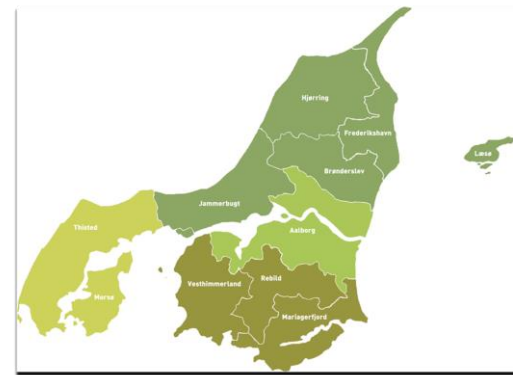 Hjørring
Frederikshavn
Læsø
Brønderslev
Jammerbugt
Thisted
Aalborg
Morsø
Vesthimmerland
Rebild
Mariagerfjord